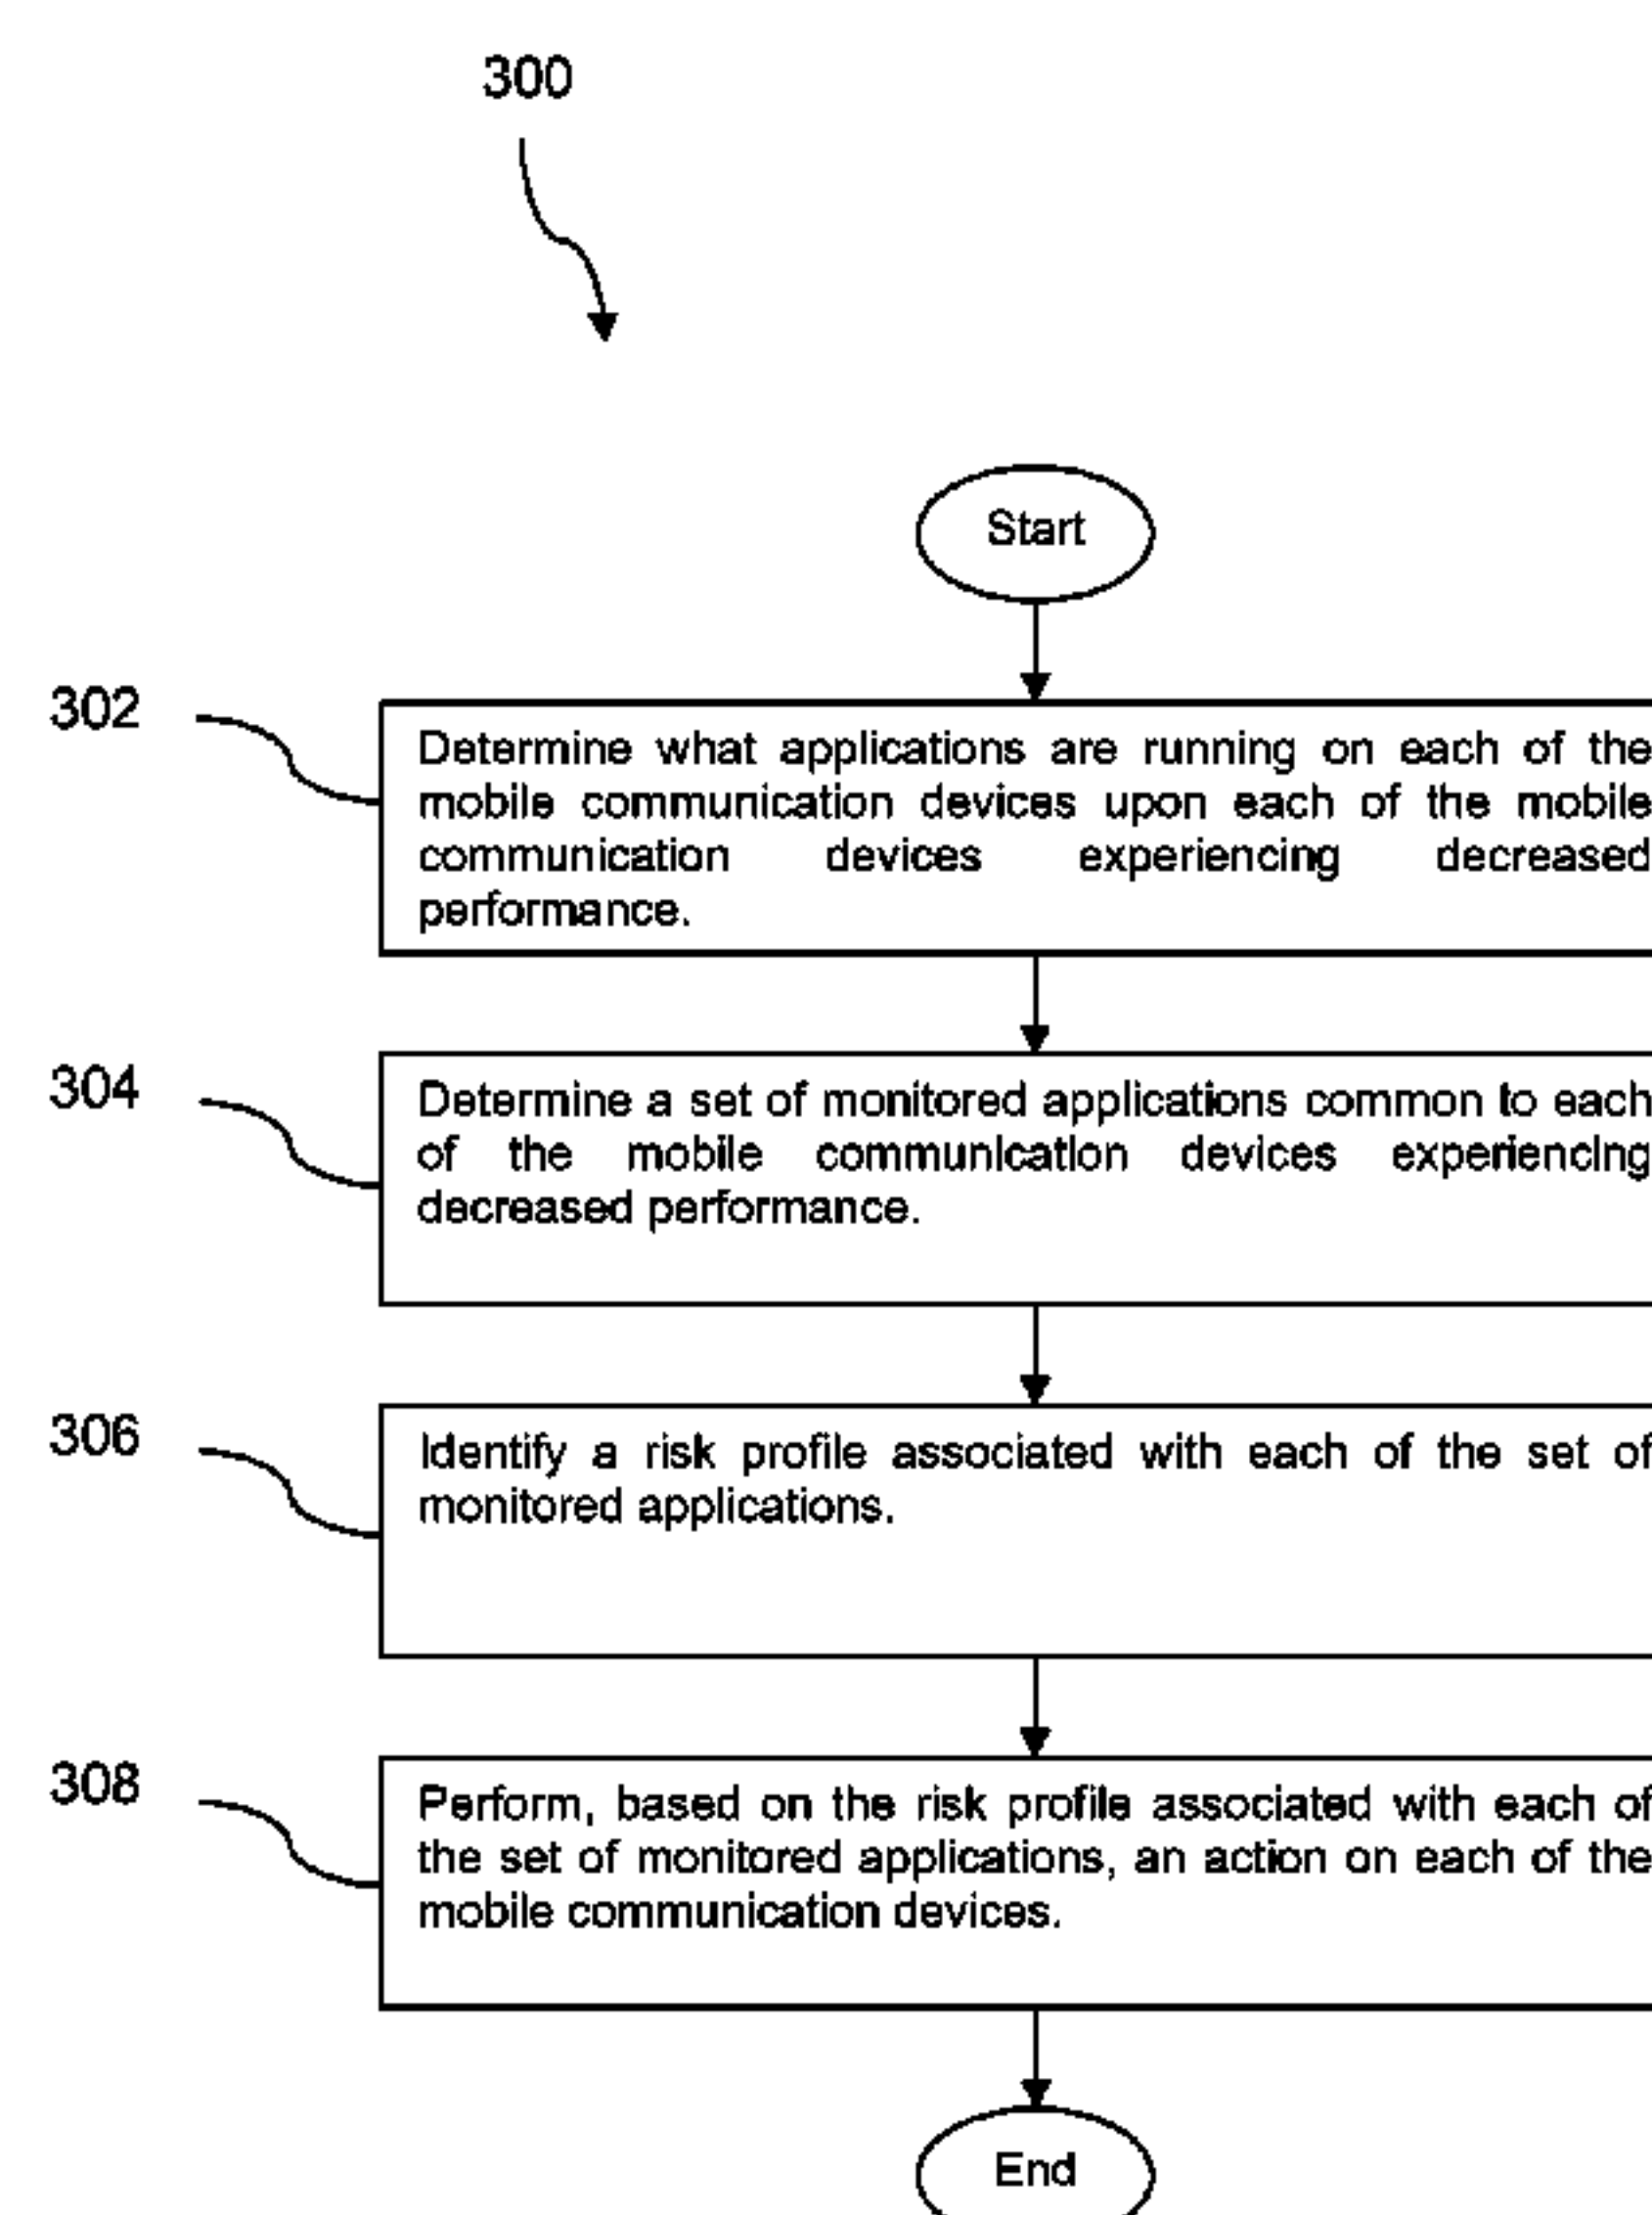 300
Start
302
Determine what applications are running on each of the
mobile communication devices upon each of the mobile
communication devices experiencing decreased
performance.
304
Determine a set of monitored applications common to each
of the mobile communication devices experiencing
decreased performance.
306
Identify a risk profile associated with each of the set of
monitored applications.
308
Perform, based on the risk profile associated with each of
the set of monitored applications, an action on each of the
mobile communication devices.
End